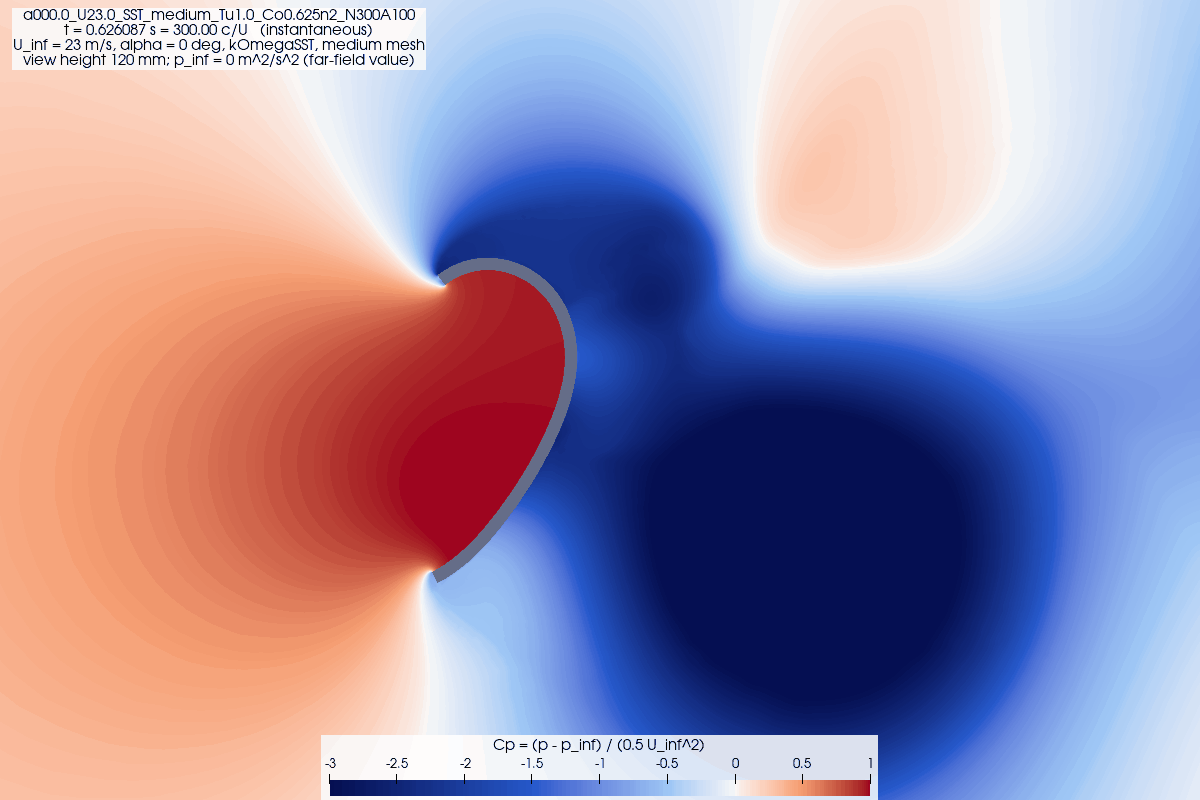 a000.0_U23.0_SST_medium_Tu1.0_Co0.625n2_N300A100
t = 0.626087 s = 300.00 c/U (instantaneous)
U_inf = 23 m/s, alpha = 0 deg, kOmegaSST, medium mesh
view height 120 mm; p_inf = 0 m^2/s^2 (far-field value)
Cp = (p - p_inf) / (0.5 U_inf^2)
-3 -2.5 -2 -1.5 -1 -0.5 0 0.5 1